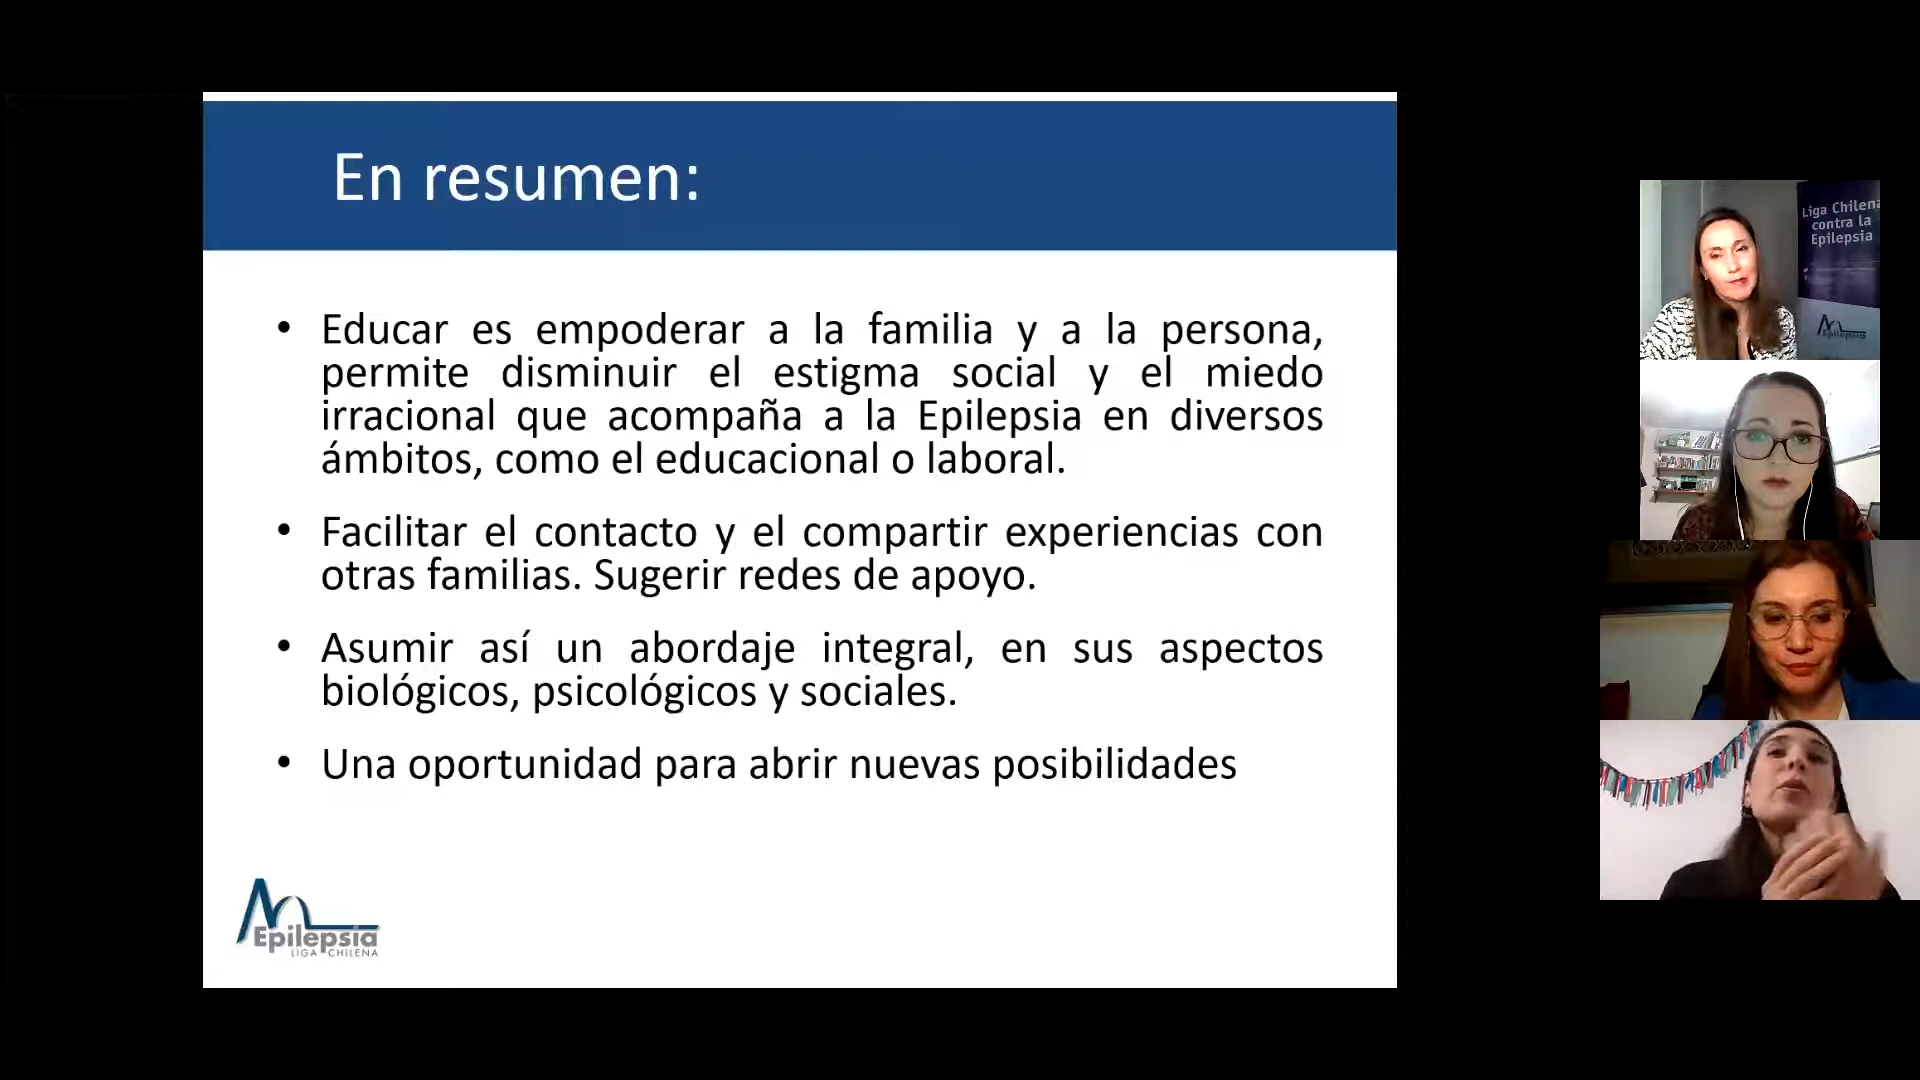 En resumen:
• Educar es empoderar a la familia y a la persona,
permite disminuir el estigma social y el miedo
irracional que acompaña a la Epilepsia en diversos
ámbitos, como el educacional o laboral.
• Facilitar el contacto y el compartir experiencias con
otras familias. Sugerir redes de apoyo.
• Asumir así un abordaje integral, en sus aspectos
biológicos, psicológicos y sociales.
• Una oportunidad para abrir nuevas posibilidades
Epilepsia
LIGA CHILENA
Liga Chilena
contra la
Epilepsia
Epilepsia